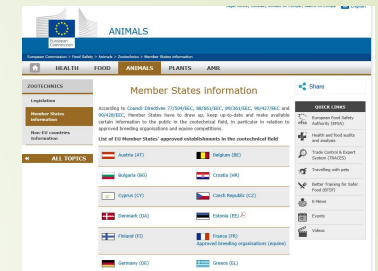 English
European
Commission
ANIMALS
European Commission > Food Safety > Animals > Zootechnics > Member States information
HEALTH FOOD ANIMALS PLANTS AMR
ZOOTECHNICS
Legislation
Member States
information
Non-EU countries
information
« ALL TOPICS
Member States information
According to Council Directives 77/504/EEC, 88/661/EEC, 89/361/EEC, 90/427/EEC and
90/428/EEC, Member States have to draw up, keep up-to-date and make available
certain information to the public in the zootechnical field, in particular in relation to
approved breeding organisations and equine competitions.
List of EU Member States' approved establishments in the zootechnical field
Austria (AT) Belgium (BE)
Bulgaria (BG) Croatia (HR)
Cyprus (CY) Czech Republic (CZ)
Denmark (DA) Estonia (EE)
Finland (FI) France (FR)
Approved breeding organisations (equine)
Germany (DE) Greece (EL)
Share
QUICK LINKS
European Food Safety
Authority (EFSA)
Health and food audits
and analysis
Trade Control & Expert
System (TRACES)
Travelling with pets
Better Training for Safer
Food (BTSF)
E-News
Events
Videos